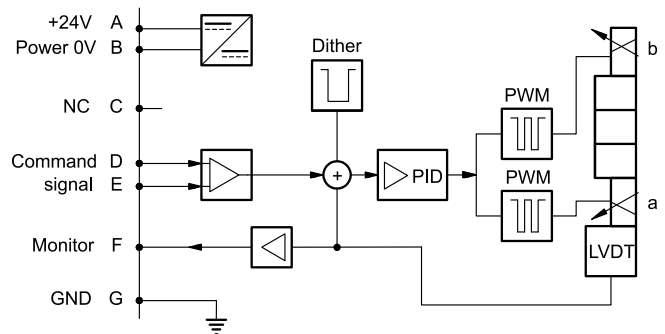 +24V A
Power 0V B
Dither
b
PWM
NC C
Command D
signal E
+
PID
PWM
a
Monitor F
LVDT
GND G